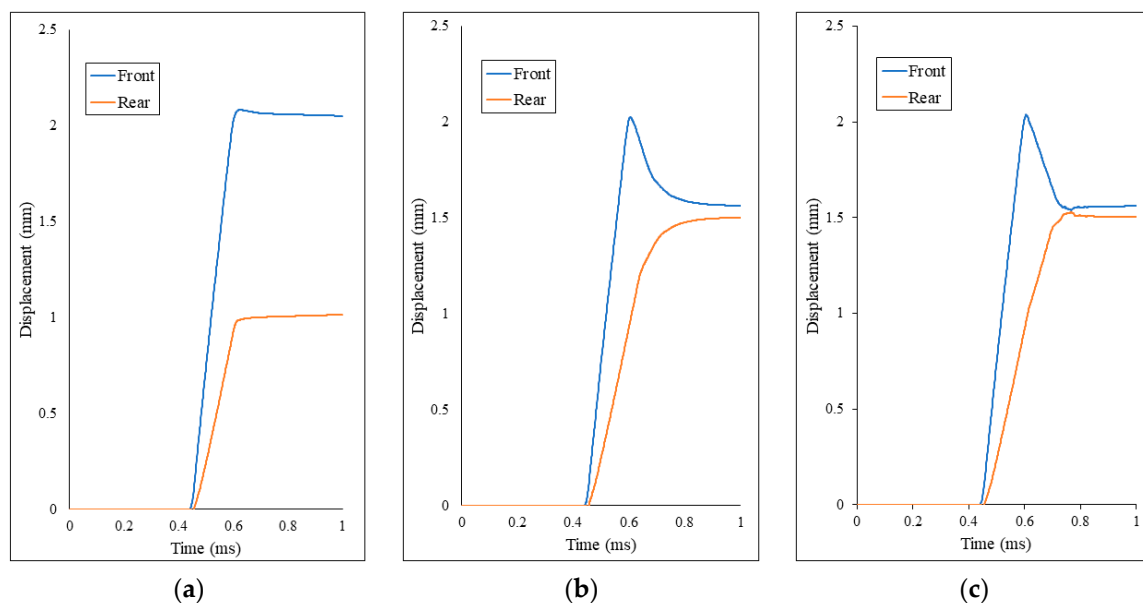 2.5
2
1.5
1
0.5
0
Displacement (mm)
Front
Rear
0 0.2 0.4 0.6 0.8 1
Time (ms)
(a)
2.5
2
1.5
1
0.5
0
Displacement (mm)
Front
Rear
0 0.2 0.4 0.6 0.8 1
Time (ms)
(b)
2.5
2
1.5
1
0.5
0
Displacement (mm)
Front
Rear
0 0.2 0.4 0.6 0.8 1
Time (ms)
(c)